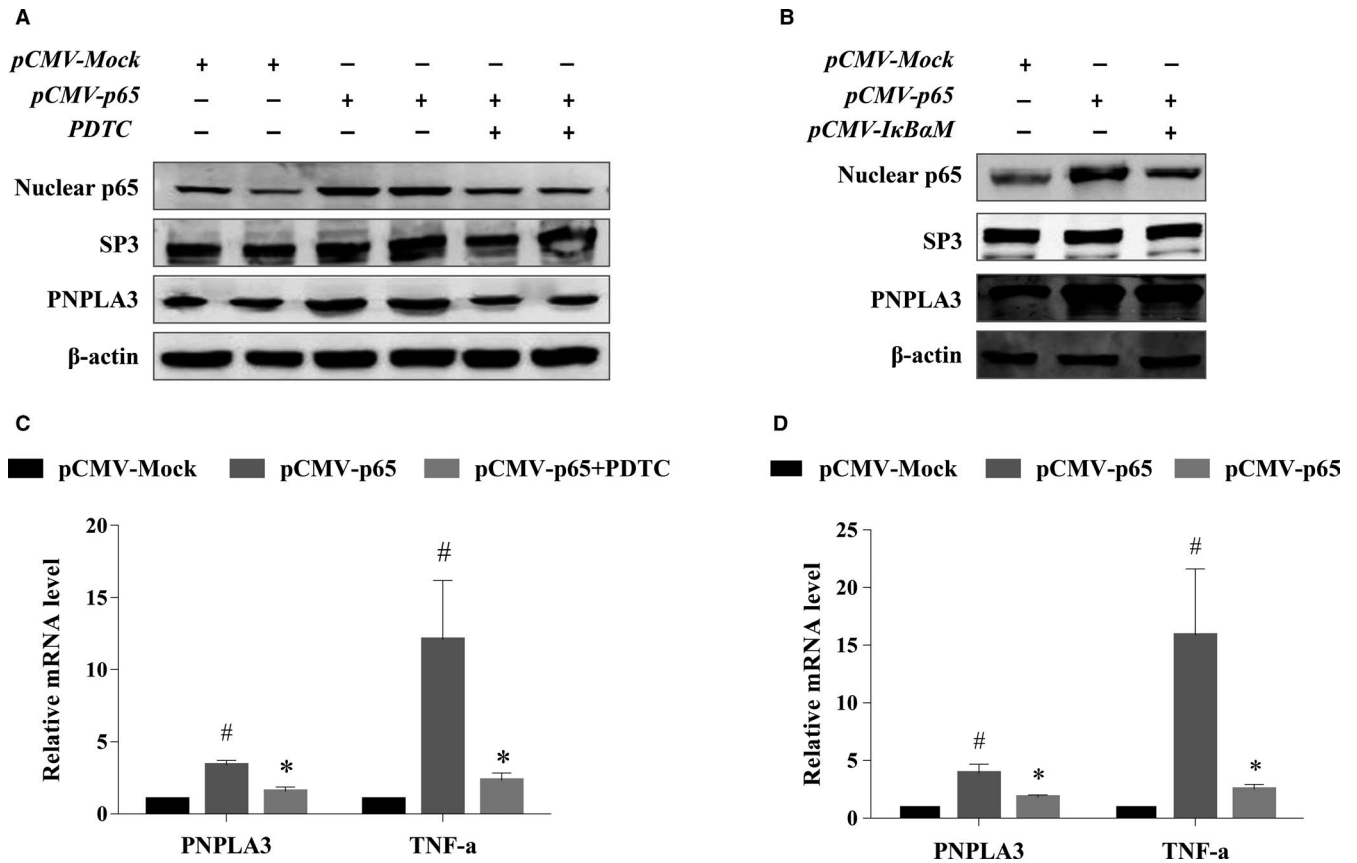 A
pCMV-Mock + + – – – –
pCMV-p65 – – + + + +
PDTC – – – – + +
Nuclear p65
SP3
PNPLA3
β-actin
B
pCMV-Mock + – –
pCMV-p65 – + +
pCMV-IκBαM – – +
Nuclear p65
SP3
PNPLA3
β-actin
C
pCMV-Mock pCMV-p65 pCMV-p65+PDTC
Relative mRNA level
20
15
10
5
0
# * # *
PNPLA3 TNF-a
D
pCMV-Mock pCMV-p65 pCMV-p65
Relative mRNA level
25
20
15
10
5
0
# * # *
PNPLA3 TNF-a